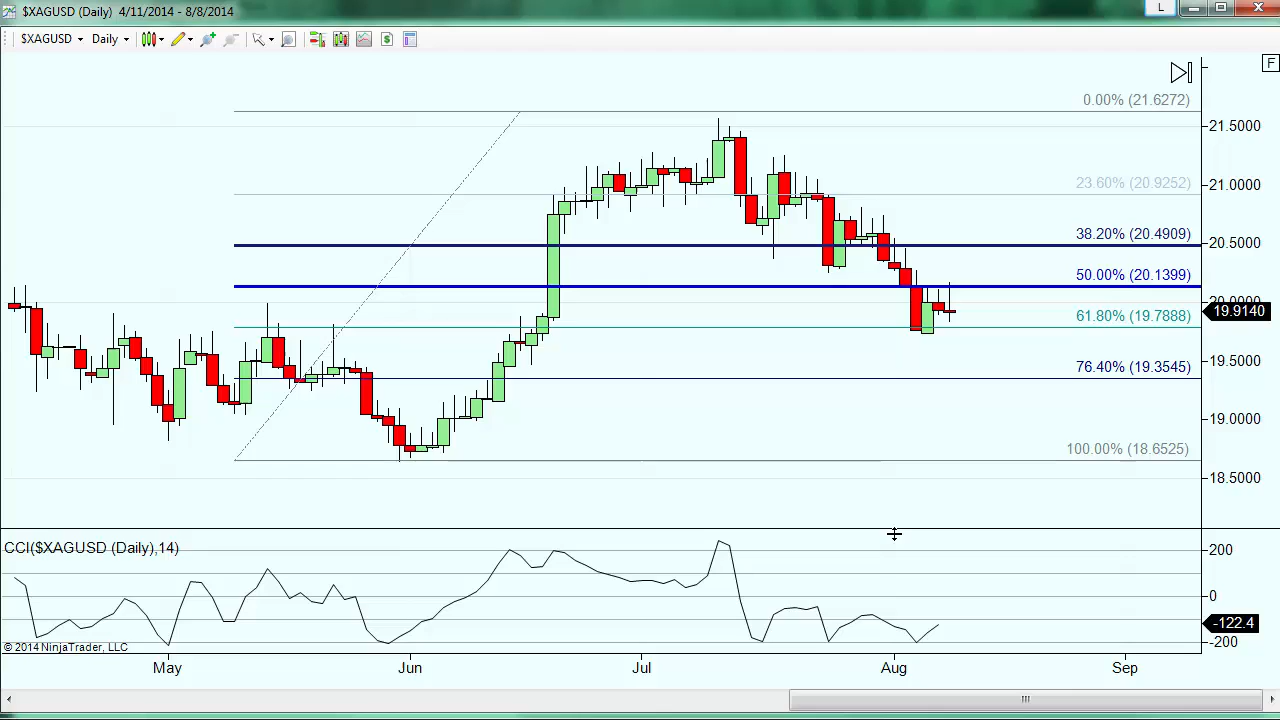 $XAGUSD (Daily) 4/11/2014 - 8/8/2014
L
$XAGUSD Daily
F
0.00% (21.6272)
21.5000
23.60% (20.9252)
21.0000
38.20% (20.4909)
20.5000
50.00% (20.1399)
20.0000
19.9140
61.80% (19.7888)
19.5000
76.40% (19.3545)
19.0000
100.00% (18.6525)
18.5000
CCI($XAGUSD (Daily),14)
200
0
-122.4
-200
© 2014 NinjaTrader, LLC
May Jun Jul Aug Sep